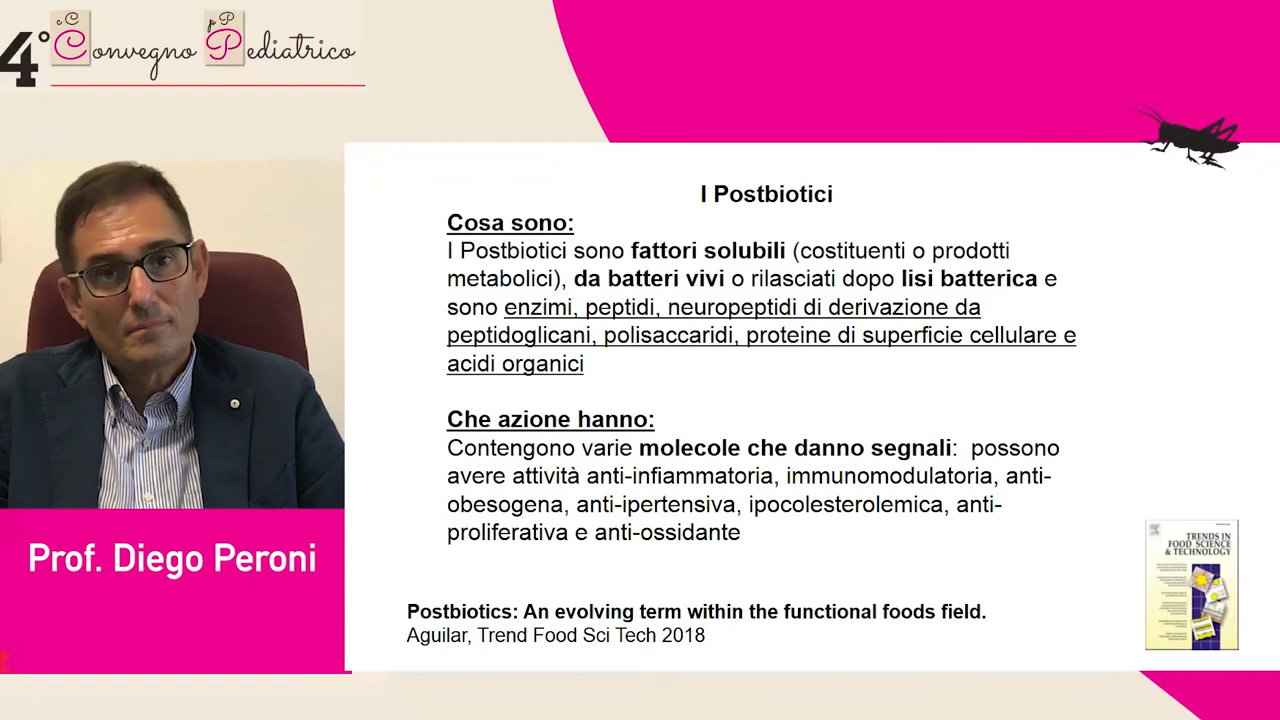 4° Convegno Pediatrico
I Postbiotici
Cosa sono:
I Postbiotici sono fattori solubili (costituenti o prodotti
metabolici), da batteri vivi o rilasciati dopo lisi batterica e
sono enzimi, peptidi, neuropeptidi di derivazione da
peptidoglicani, polisaccaridi, proteine di superficie cellulare e
acidi organici
Che azione hanno:
Contengono varie molecole che danno segnali:  possono
avere attività anti-infiammatoria, immunomodulatoria, anti-
obesogena, anti-ipertensiva, ipocolesterolemica, anti-
proliferativa e anti-ossidante
Prof. Diego Peroni
TRENDS IN
FOOD SCIENCE
& TECHNOLOGY
Postbiotics: An evolving term within the functional foods field.
Aguilar, Trend Food Sci Tech 2018